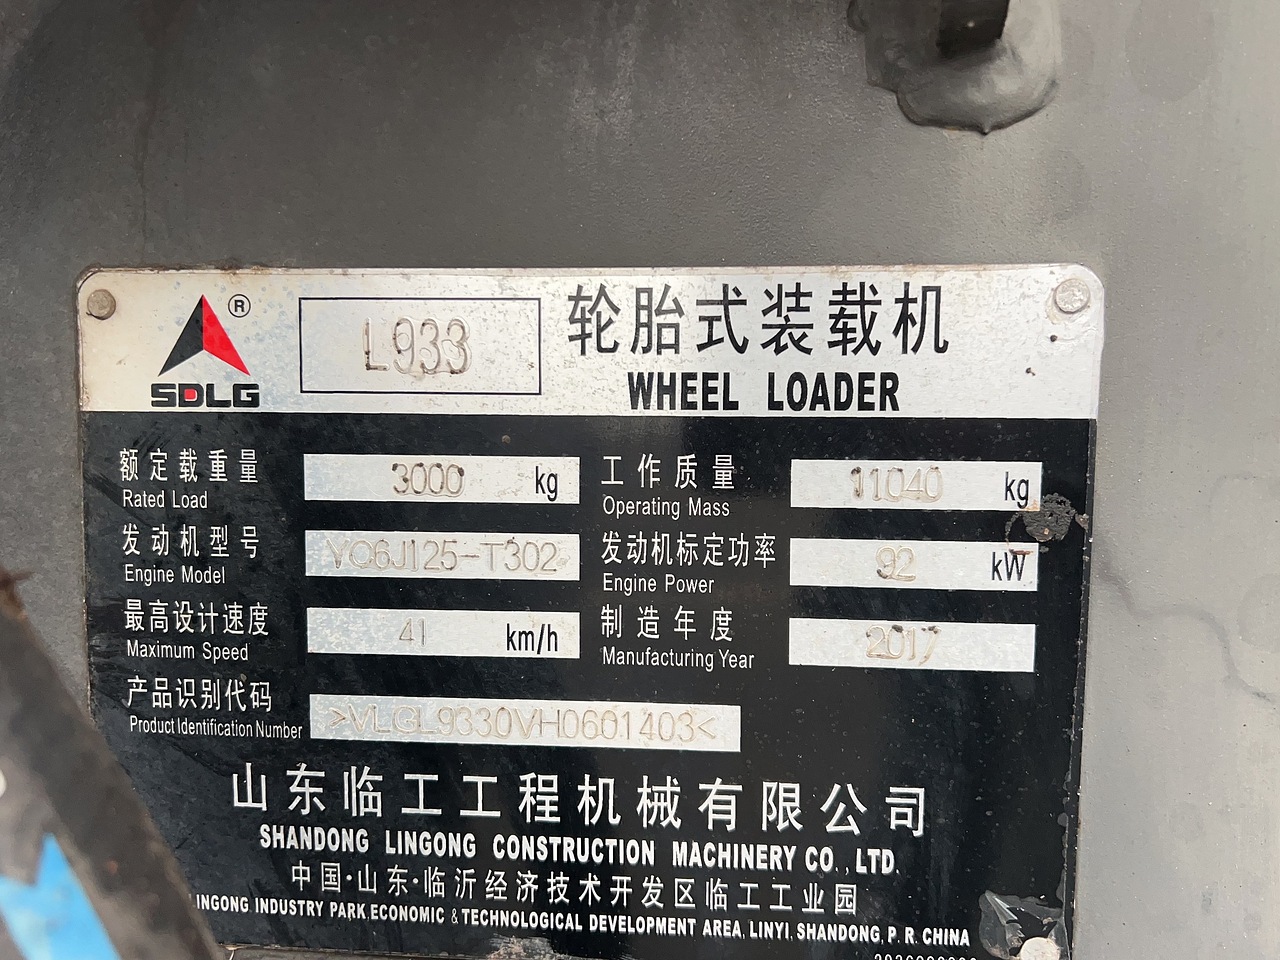 ®
SDLG
L933
轮胎式装载机
WHEEL LOADER
额定载重量 3000 kg 工作质量 11040 kg
Rated Load Operating Mass
发动机型号 YC6J125-T302 发动机标定功率 92 kW
Engine Model Engine Power
最高设计速度 41 km/h 制造年度 2017
Maximum Speed Manufacturing Year
产品识别代码
Product Identification Number >VLGL9330VH0601403<
山东临工工程机械有限公司
SHANDONG LINGONG CONSTRUCTION MACHINERY CO., LTD.
中国·山东·临沂经济技术开发区临工工业园
INGONG INDUSTRY PARK.ECONOMIC & TECHNOLOGICAL DEVELOPMENT AREA, LINYI, SHANDONG, P. R. CHINA